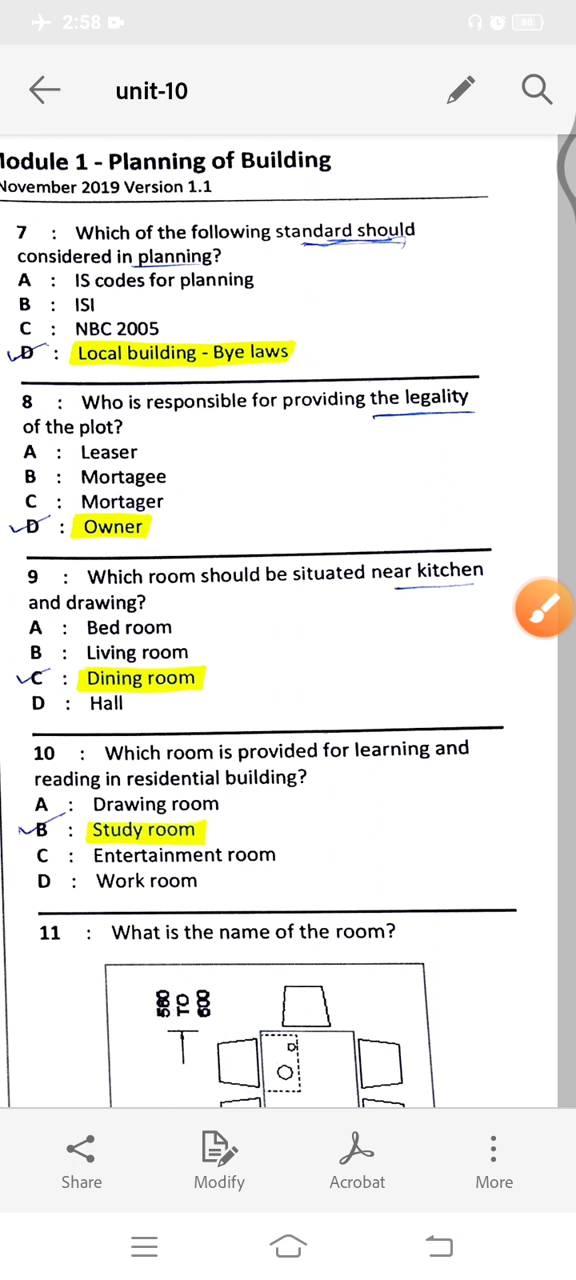 2:58
80
unit-10
Module 1 - Planning of Building
November 2019 Version 1.1
7 : Which of the following standard should
considered in planning?
A : IS codes for planning
B : ISI
C : NBC 2005
D : Local building - Bye laws
8 : Who is responsible for providing the legality
of the plot?
A : Leaser
B : Mortagee
C : Mortager
D : Owner
9 : Which room should be situated near kitchen
and drawing?
A : Bed room
B : Living room
C : Dining room
D : Hall
10 : Which room is provided for learning and
reading in residential building?
A : Drawing room
B : Study room
C : Entertainment room
D : Work room
11 : What is the name of the room?
560
TO
600
Share Modify Acrobat More